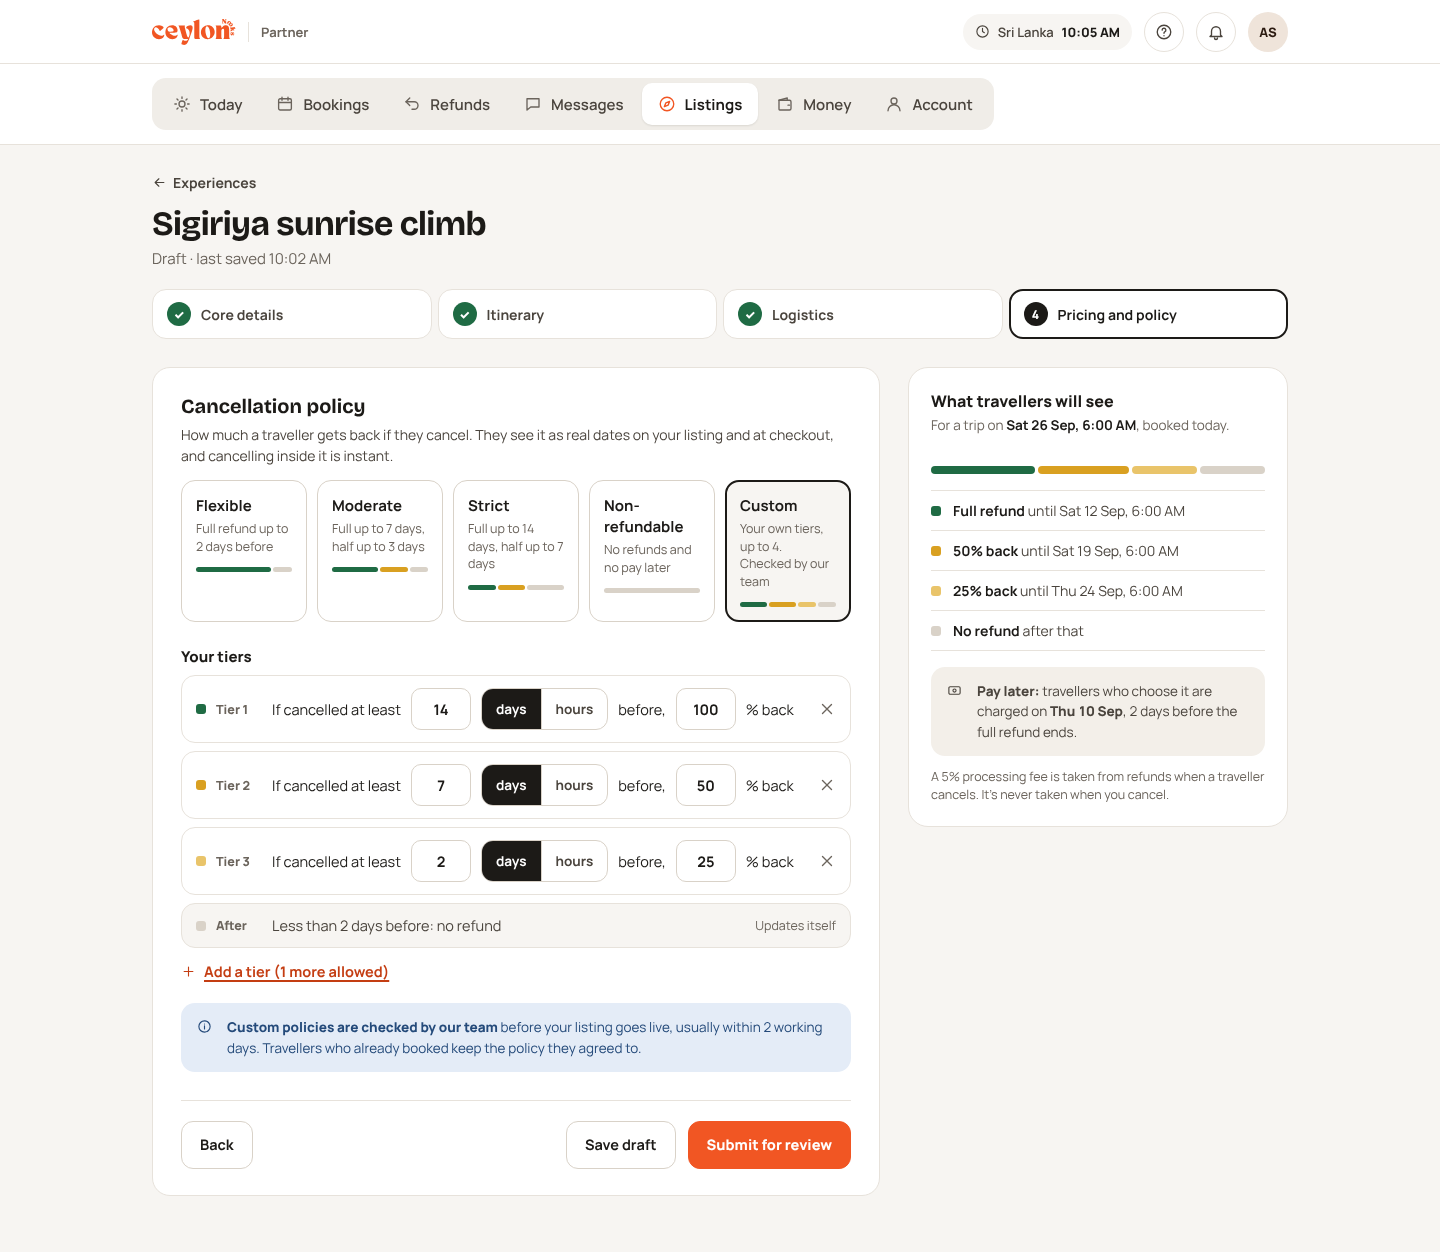 ceylon
Partner
Sri Lanka 10:05 AM
AS
Today
Bookings
Refunds
Messages
Listings
Money
Account
Experiences
Sigiriya sunrise climb
Draft · last saved 10:02 AM
Core details
Itinerary
Logistics
4 Pricing and policy
Cancellation policy
How much a traveller gets back if they cancel. They see it as real dates on your listing and at checkout,
and cancelling inside it is instant.
Flexible
Full refund up to
2 days before
Moderate
Full up to 7 days,
half up to 3 days
Strict
Full up to 14
days, half up to 7
days
Non-
refundable
No refunds and
no pay later
Custom
Your own tiers,
up to 4.
Checked by our
team
Your tiers
Tier 1 If cancelled at least 14 days hours before, 100 % back
Tier 2 If cancelled at least 7 days hours before, 50 % back
Tier 3 If cancelled at least 2 days hours before, 25 % back
After Less than 2 days before: no refund Updates itself
Add a tier (1 more allowed)
Custom policies are checked by our team before your listing goes live, usually within 2 working
days. Travellers who already booked keep the policy they agreed to.
Back
Save draft
Submit for review
What travellers will see
For a trip on Sat 26 Sep, 6:00 AM, booked today.
Full refund until Sat 12 Sep, 6:00 AM
50% back until Sat 19 Sep, 6:00 AM
25% back until Thu 24 Sep, 6:00 AM
No refund after that
Pay later: travellers who choose it are
charged on Thu 10 Sep, 2 days before the
full refund ends.
A 5% processing fee is taken from refunds when a traveller
cancels. It's never taken when you cancel.